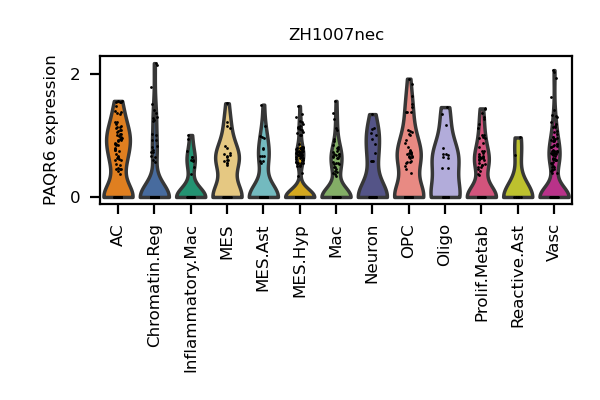 ZH1007nec
PAQR6 expression
2
0
AC
Chromatin.Reg
Inflammatory.Mac
MES
MES.Ast
MES.Hyp
Mac
Neuron
OPC
Oligo
Prolif.Metab
Reactive.Ast
Vasc